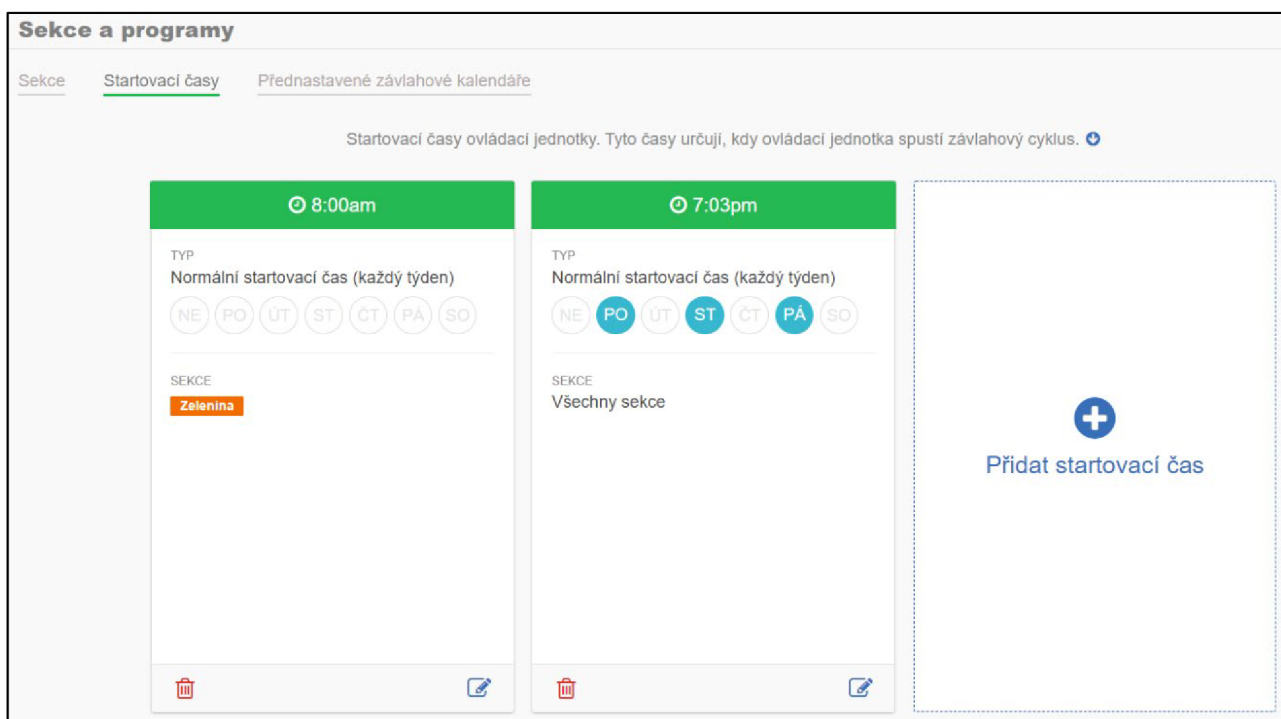 Sekce a programy
Sekce Startovací časy Přednastavené závlahové kalendáře
Startovací časy ovládací jednotky. Tyto časy určují, kdy ovládací jednotka spustí závlahový cyklus.
8:00am
TYP
Normální startovací čas (každý týden)
NE PO ÚT ST ČT PÁ SO
SEKCE
Zelenina
7:03pm
TYP
Normální startovací čas (každý týden)
NE PO ÚT ST ČT PÁ SO
SEKCE
Všechny sekce
Přidat startovací čas